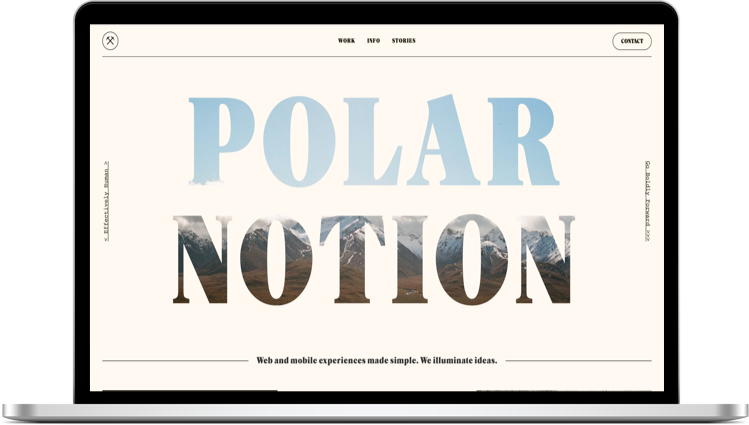 WORK INFO STORIES
CONTACT
POLAR
NOTION
< Effectively Human >
Go Boldly Forward >>>
Web and mobile experiences made simple. We illuminate ideas.